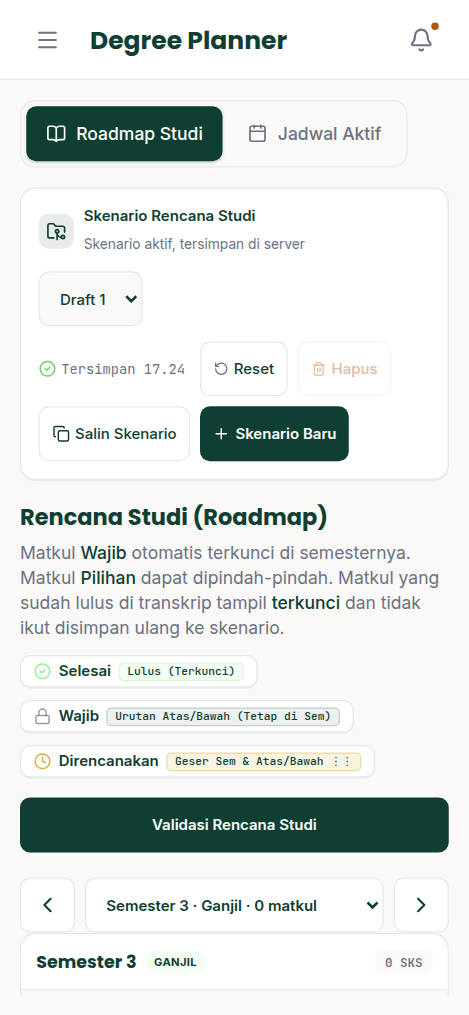 Degree Planner
Roadmap Studi
Jadwal Aktif
Skenario Rencana Studi
Skenario aktif, tersimpan di server
Draft 1
Tersimpan 17.24
Reset
Hapus
Salin Skenario
Skenario Baru
Rencana Studi (Roadmap)
Matkul Wajib otomatis terkunci di semesternya.
Matkul Pilihan dapat dipindah-pindah. Matkul yang
sudah lulus di transkrip tampil terkunci dan tidak
ikut disimpan ulang ke skenario.
Selesai Lulus (Terkunci)
Wajib Urutan Atas/Bawah (Tetap di Sem)
Direncanakan Geser Sem & Atas/Bawah ⋮⋮
Validasi Rencana Studi
Semester 3 · Ganjil · 0 matkul
Semester 3 GANJIL 0 SKS